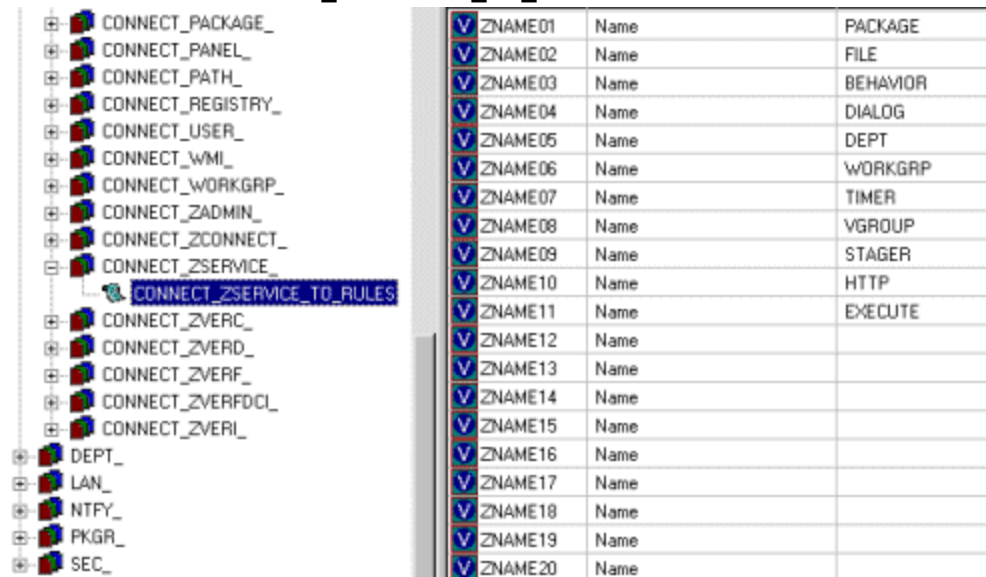 CONNECT_PACKAGE_
CONNECT_PANEL_
CONNECT_PATH_
CONNECT_REGISTRY_
CONNECT_USER_
CONNECT_WMI_
CONNECT_WORKGRP_
CONNECT_ZADMIN_
CONNECT_ZCONNECT_
CONNECT_ZSERVICE_
CONNECT_ZSERVICE_TO_RULES
CONNECT_ZVERC_
CONNECT_ZVERD_
CONNECT_ZVERF_
CONNECT_ZVERFDCI_
CONNECT_ZVERI_
DEPT_
LAN_
NTFY_
PKGR_
SEC_
V ZNAME01 Name PACKAGE
V ZNAME02 Name FILE
V ZNAME03 Name BEHAVIOR
V ZNAME04 Name DIALOG
V ZNAME05 Name DEPT
V ZNAME06 Name WORKGRP
V ZNAME07 Name TIMER
V ZNAME08 Name VGROUP
V ZNAME09 Name STAGER
V ZNAME10 Name HTTP
V ZNAME11 Name EXECUTE
V ZNAME12 Name
V ZNAME13 Name
V ZNAME14 Name
V ZNAME15 Name
V ZNAME16 Name
V ZNAME17 Name
V ZNAME18 Name
V ZNAME19 Name
V ZNAME20 Name